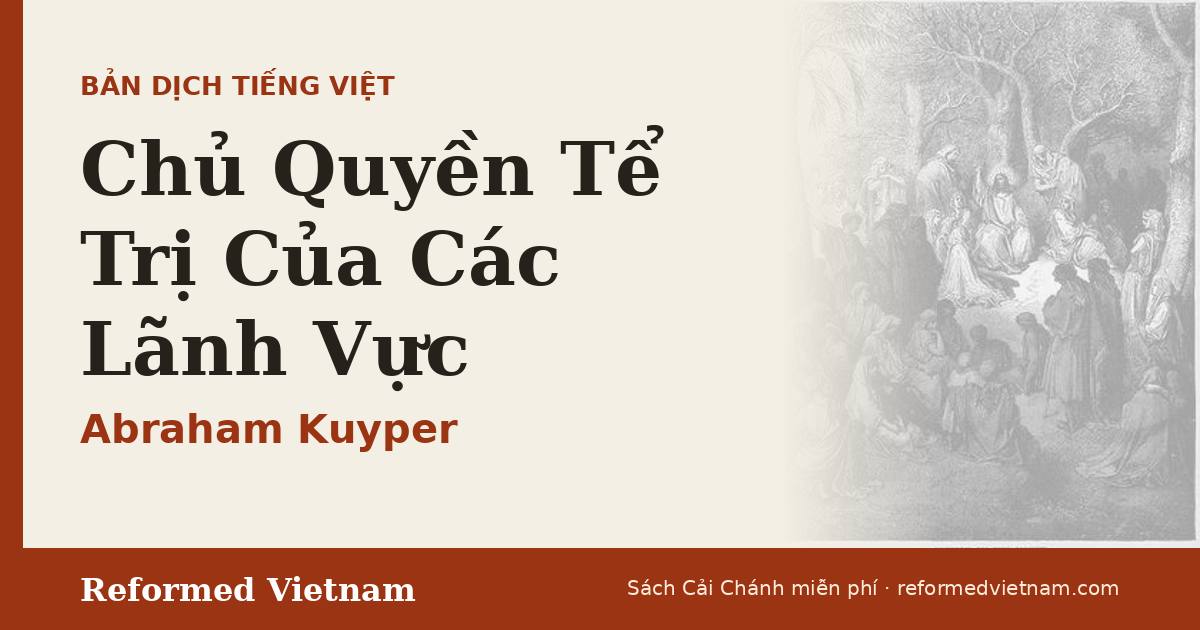 BẢN DỊCH TIẾNG VIỆT
Chủ Quyền Tể
Trị Của Các
Lãnh Vực
Abraham Kuyper
Reformed Vietnam
Sách Cải Chánh miễn phí · reformedvietnam.com